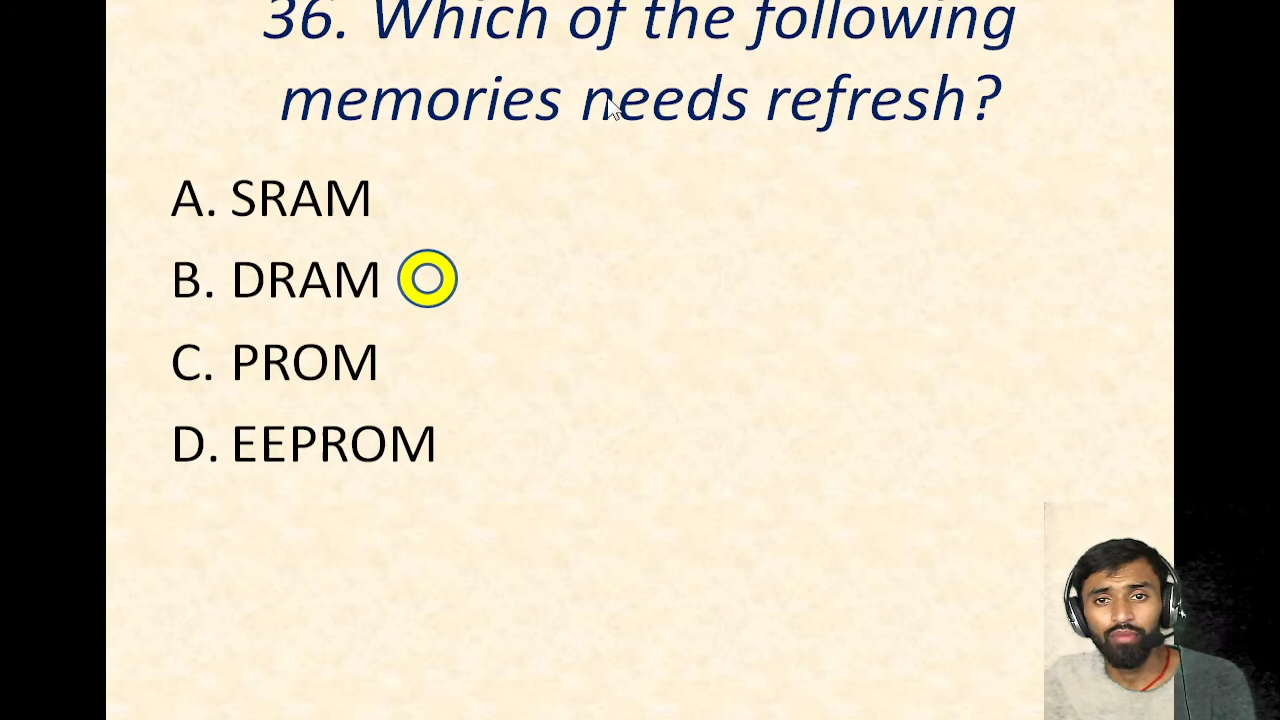 36. Which of the following
memories needs refresh?
A. SRAM
B. DRAM
C. PROM
D. EEPROM